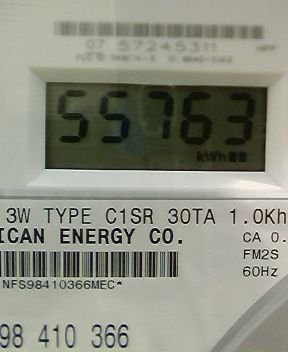 07 57245311
55763
kWh
3W TYPE C1SR 30TA 1.0Kh
ICAN ENERGY CO.
CA 0.
FM2S
60Hz
NFS98410366MEC*
98 410 366